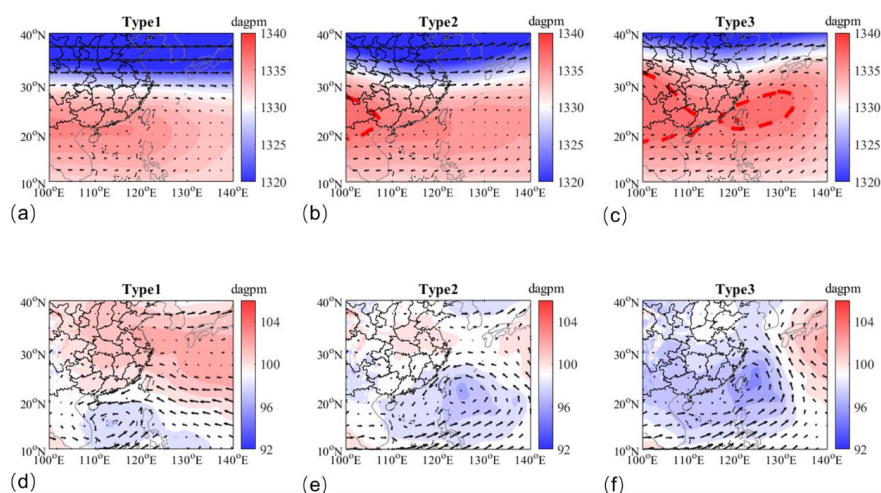 Type1
dagpm
40°N
30°N
20°N
10°N
100°E
110°E
120°E
130°E
140°E
1340
1335
1330
1325
1320
(a)
Type2
dagpm
40°N
30°N
20°N
10°N
100°E
110°E
120°E
130°E
140°E
1340
1335
1330
1325
1320
(b)
Type3
dagpm
40°N
30°N
20°N
10°N
100°E
110°E
120°E
130°E
140°E
1340
1335
1330
1325
1320
(c)
Type1
dagpm
40°N
30°N
20°N
10°N
100°E
110°E
120°E
130°E
140°E
104
100
96
92
(d)
Type2
dagpm
40°N
30°N
20°N
10°N
100°E
110°E
120°E
130°E
140°E
104
100
96
92
(e)
Type3
dagpm
40°N
30°N
20°N
10°N
100°E
110°E
120°E
130°E
140°E
104
100
96
92
(f)